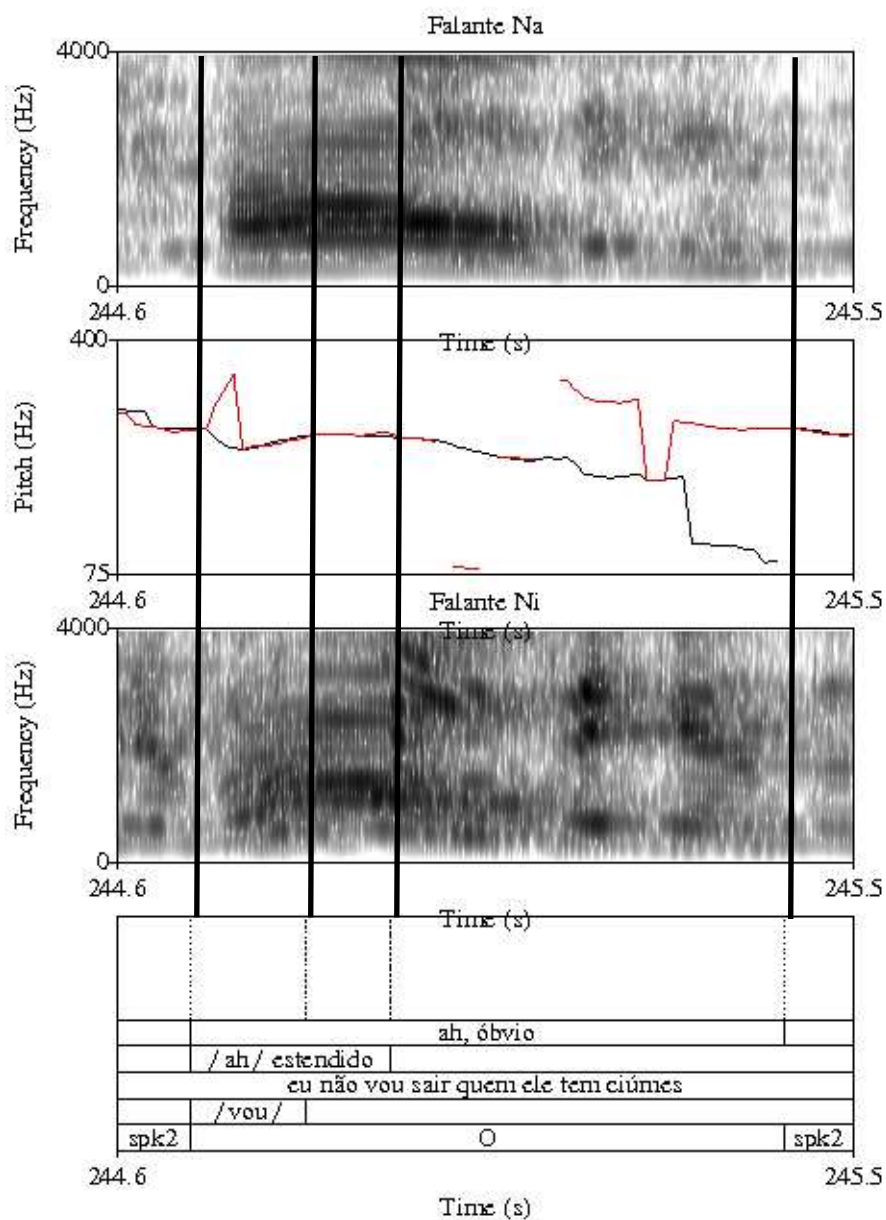 Falante Na
4000
Frequency (Hz)
0
244.6 245.5
Time (s)
400
Pitch (Hz)
75
244.6 245.5
Falante Ni
Time (s)
4000
Frequency (Hz)
0
244.6 245.5
Time (s)
ah, óbvio
/ah/ estendido
eu não vou sair quem ele tem ciúmes
/vou/
spk2 O spk2
244.6 245.5
Time (s)